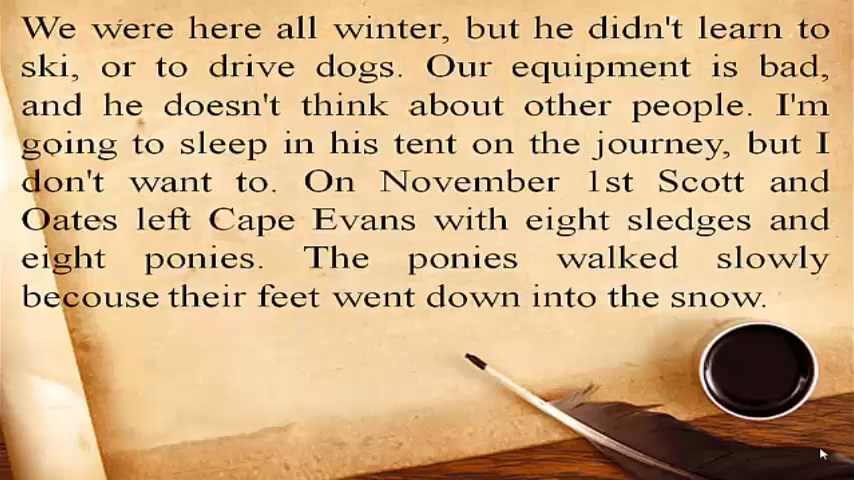 We were here all winter, but he didn't learn to
ski, or to drive dogs. Our equipment is bad,
and he doesn't think about other people. I'm
going to sleep in his tent on the journey, but I
don't want to. On November 1st Scott and
Oates left Cape Evans with eight sledges and
eight ponies. The ponies walked slowly
becouse their feet went down into the snow.